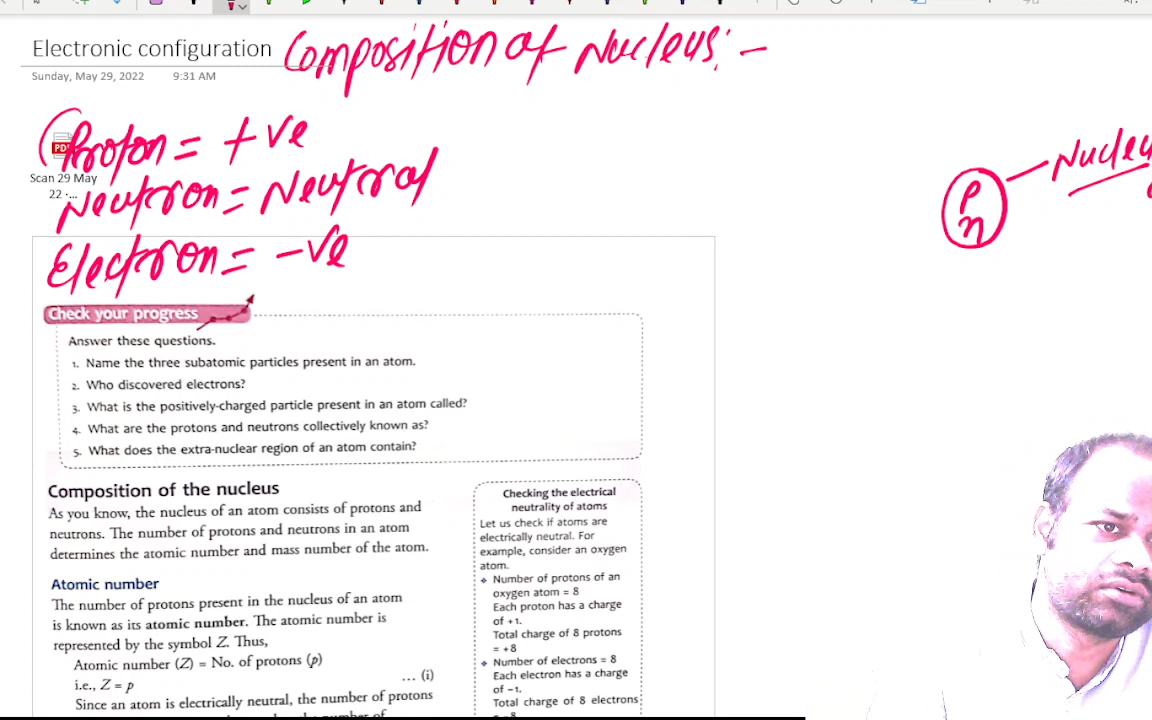 Electronic configuration
Composition of Nucleus: -
Sunday, May 29, 2022 9:31 AM
Proton = +ve
PDF
Scan 29 May
22 -...
Neutron = Neutral
Electron = -ve
p
n
Check your progress
Answer these questions.
1. Name the three subatomic particles present in an atom.
2. Who discovered electrons?
3. What is the positively-charged particle present in an atom called?
4. What are the protons and neutrons collectively known as?
5. What does the extra-nuclear region of an atom contain?
Composition of the nucleus
As you know, the nucleus of an atom consists of protons and
neutrons. The number of protons and neutrons in an atom
determines the atomic number and mass number of the atom.
Atomic number
The number of protons present in the nucleus of an atom
is known as its atomic number. The atomic number is
represented by the symbol Z. Thus,
Atomic number (Z) = No. of protons (p)
i.e., Z = p ... (i)
Since an atom is electrically neutral, the number of protons
Checking the electrical
neutrality of atoms
Let us check if atoms are
electrically neutral. For
example, consider an oxygen
atom.
❖ Number of protons of an
oxygen atom = 8
Each proton has a charge
of +1.
Total charge of 8 protons
= +8
❖ Number of electrons = 8
Each electron has a charge
of -1.
Total charge of 8 electrons